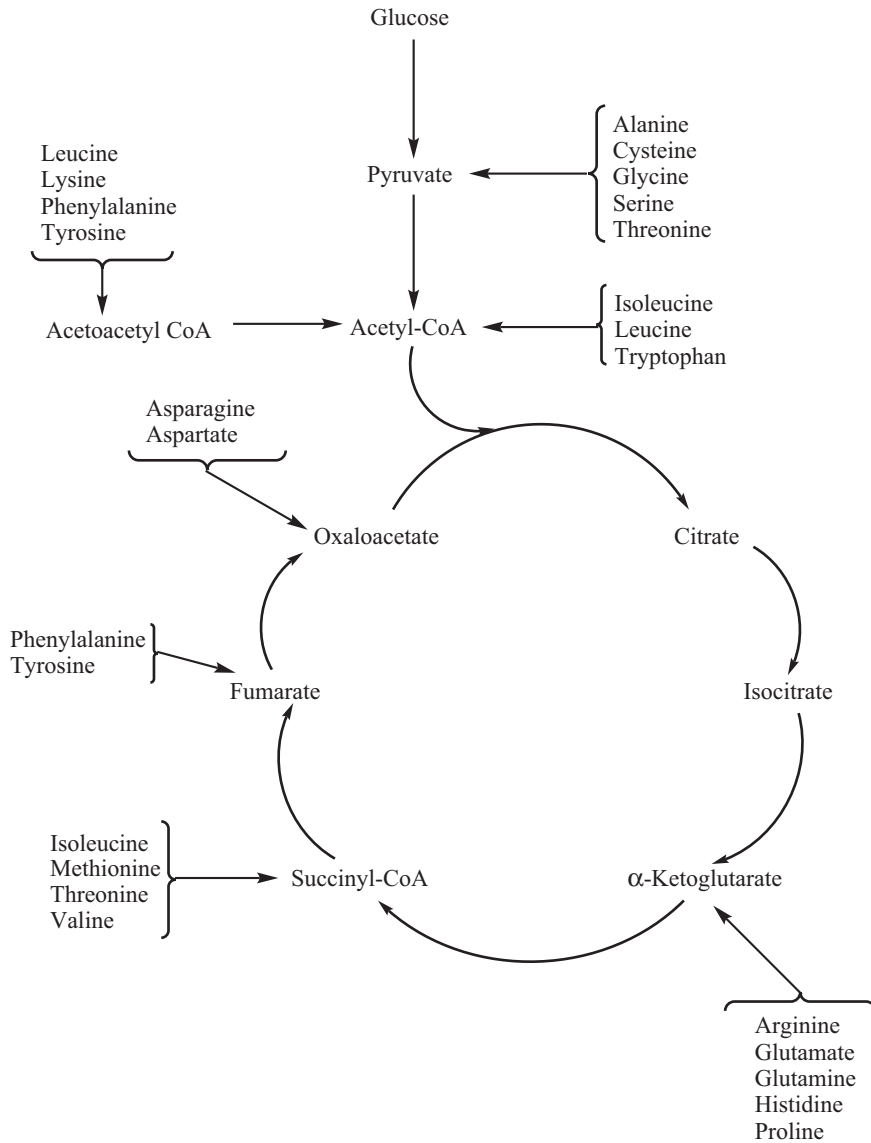 Glucose
Alanine
Cysteine
Glycine
Serine
Threonine
Pyruvate
Leucine
Lysine
Phenylalanine
Tyrosine
Acetoacetyl CoA
Acetyl-CoA
Isoleucine
Leucine
Tryptophan
Asparagine
Aspartate
Oxaloacetate
Citrate
Phenylalanine
Tyrosine
Fumarate
Isocitrate
Isoleucine
Methionine
Threonine
Valine
Succinyl-CoA
α-Ketoglutarate
Arginine
Glutamate
Glutamine
Histidine
Proline